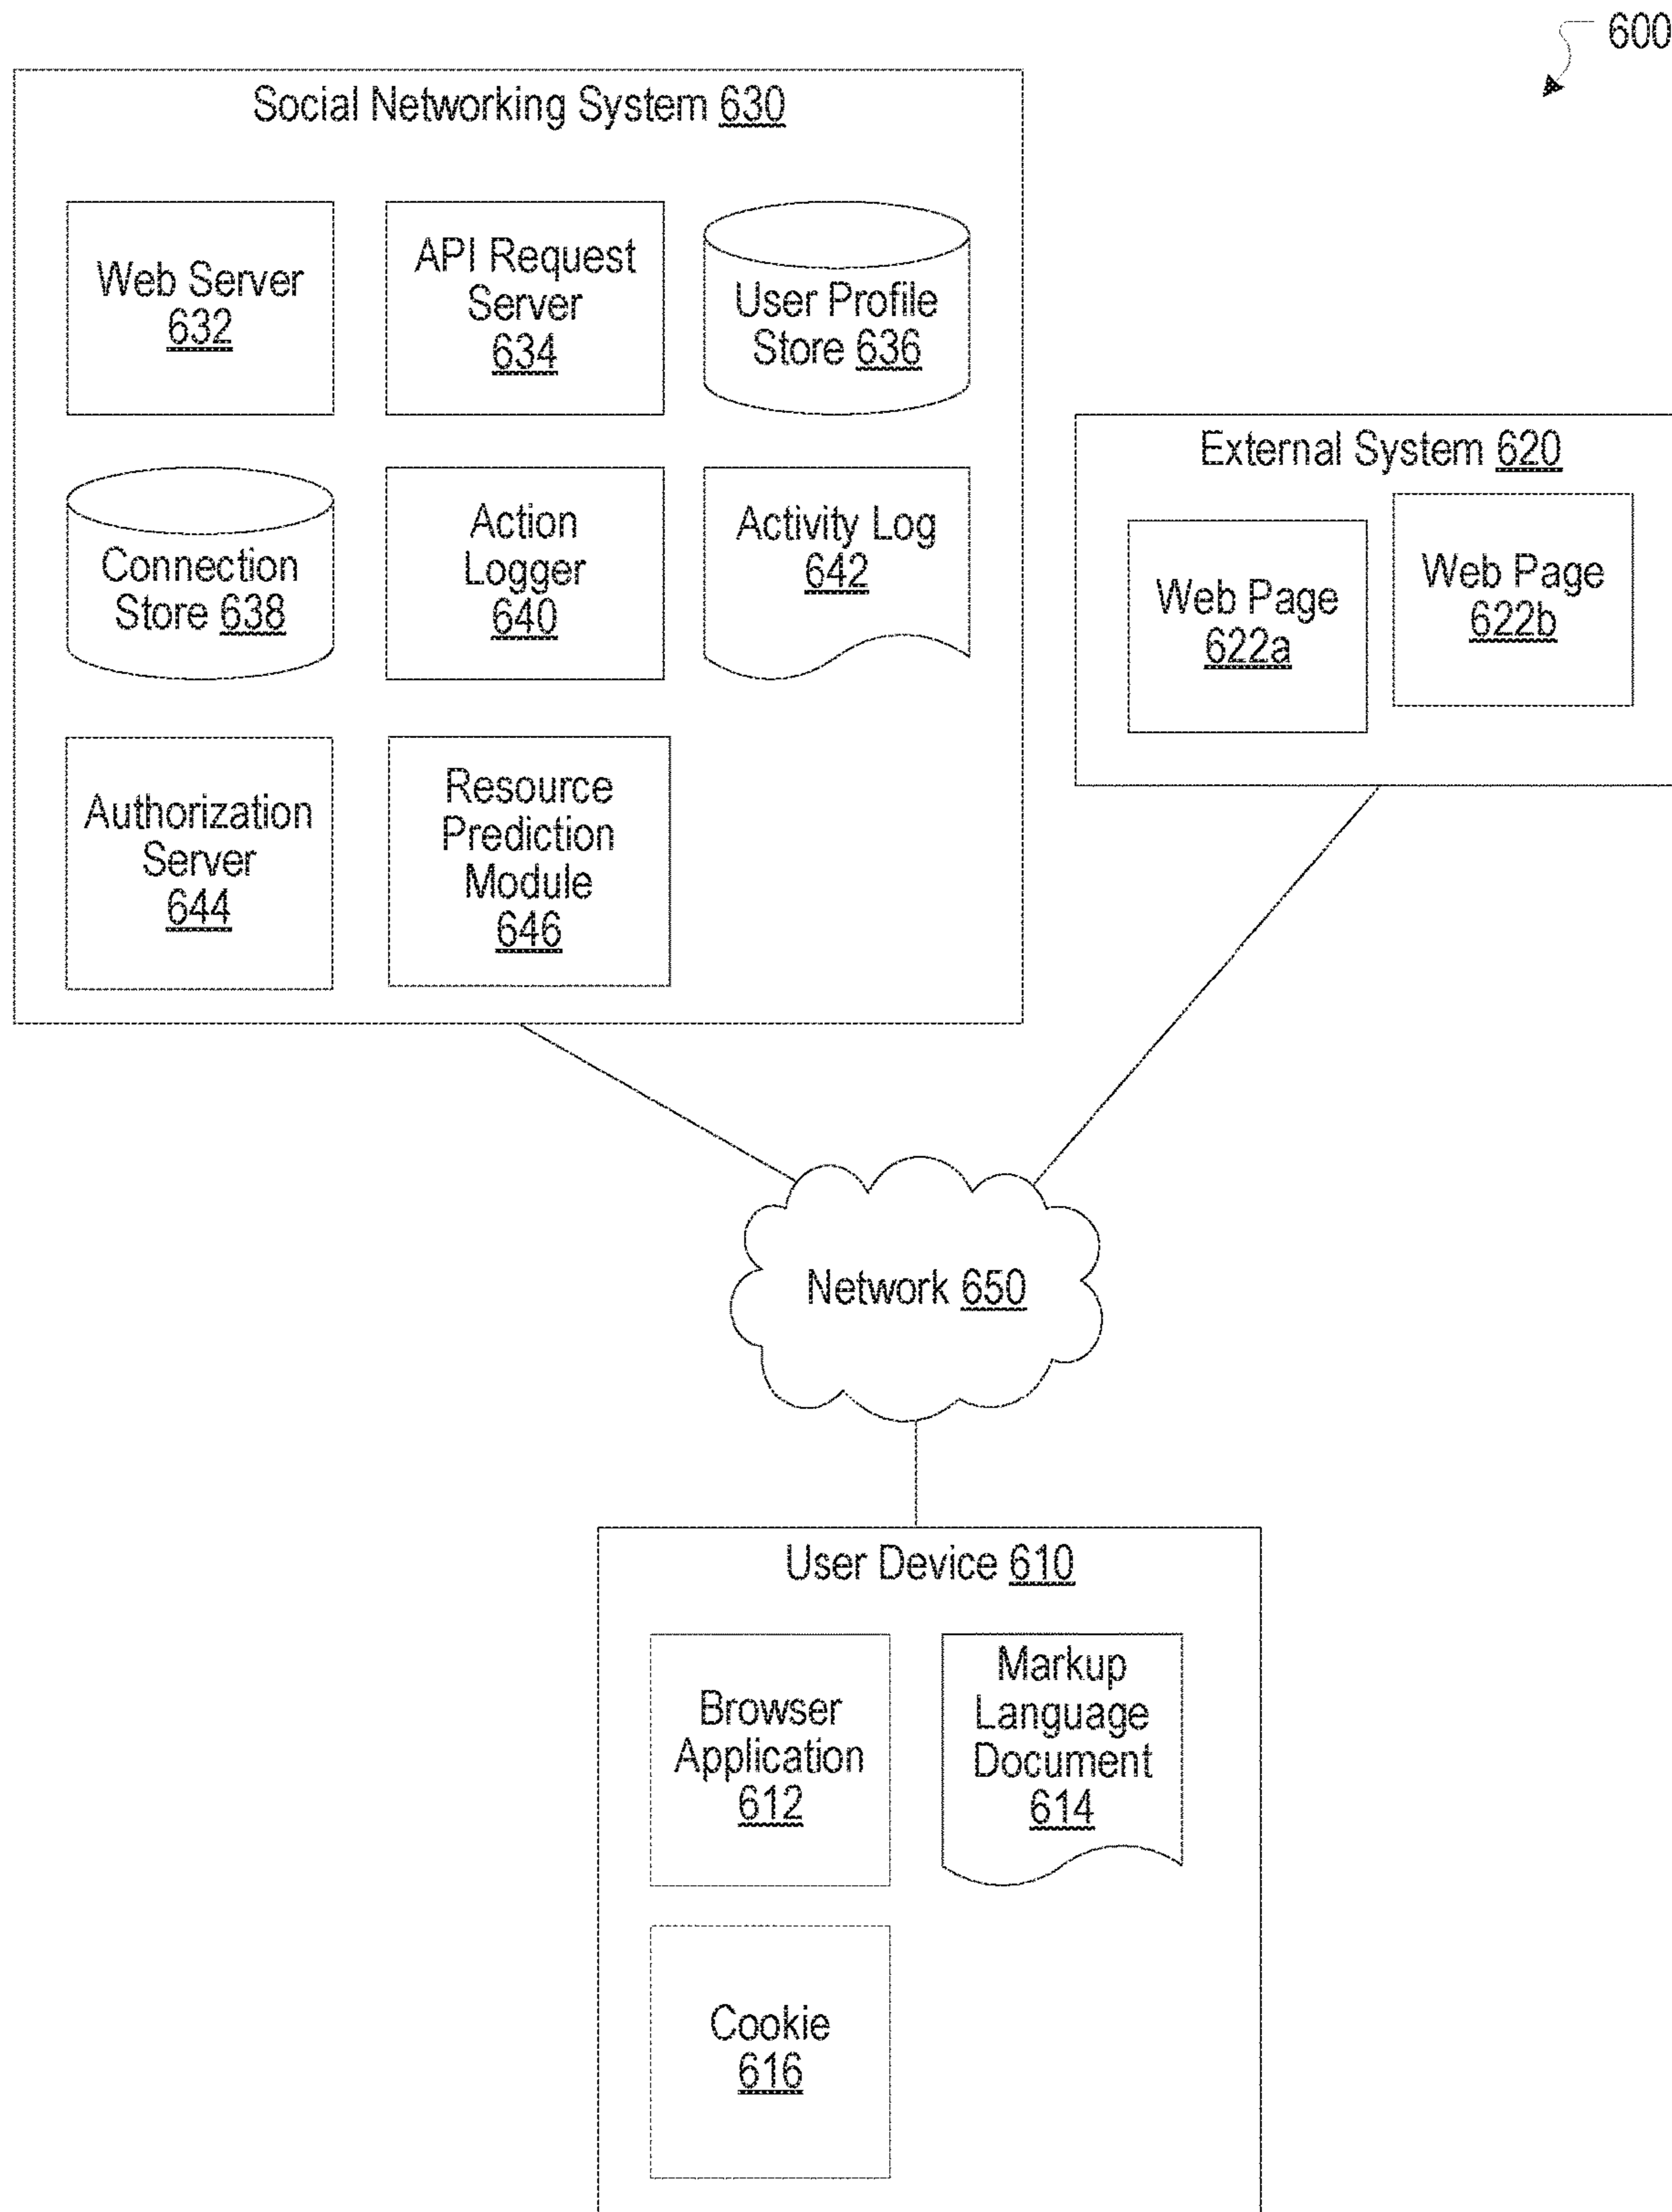 600
Social Networking System 630
Web Server
632
API Request
Server
634
User Profile
Store 636
Connection
Store 638
Action
Logger
640
Activity Log
642
Authorization
Server
644
Resource
Prediction
Module
646
External System 620
Web Page
622a
Web Page
622b
Network 650
User Device 610
Browser
Application
612
Markup
Language
Document
614
Cookie
616